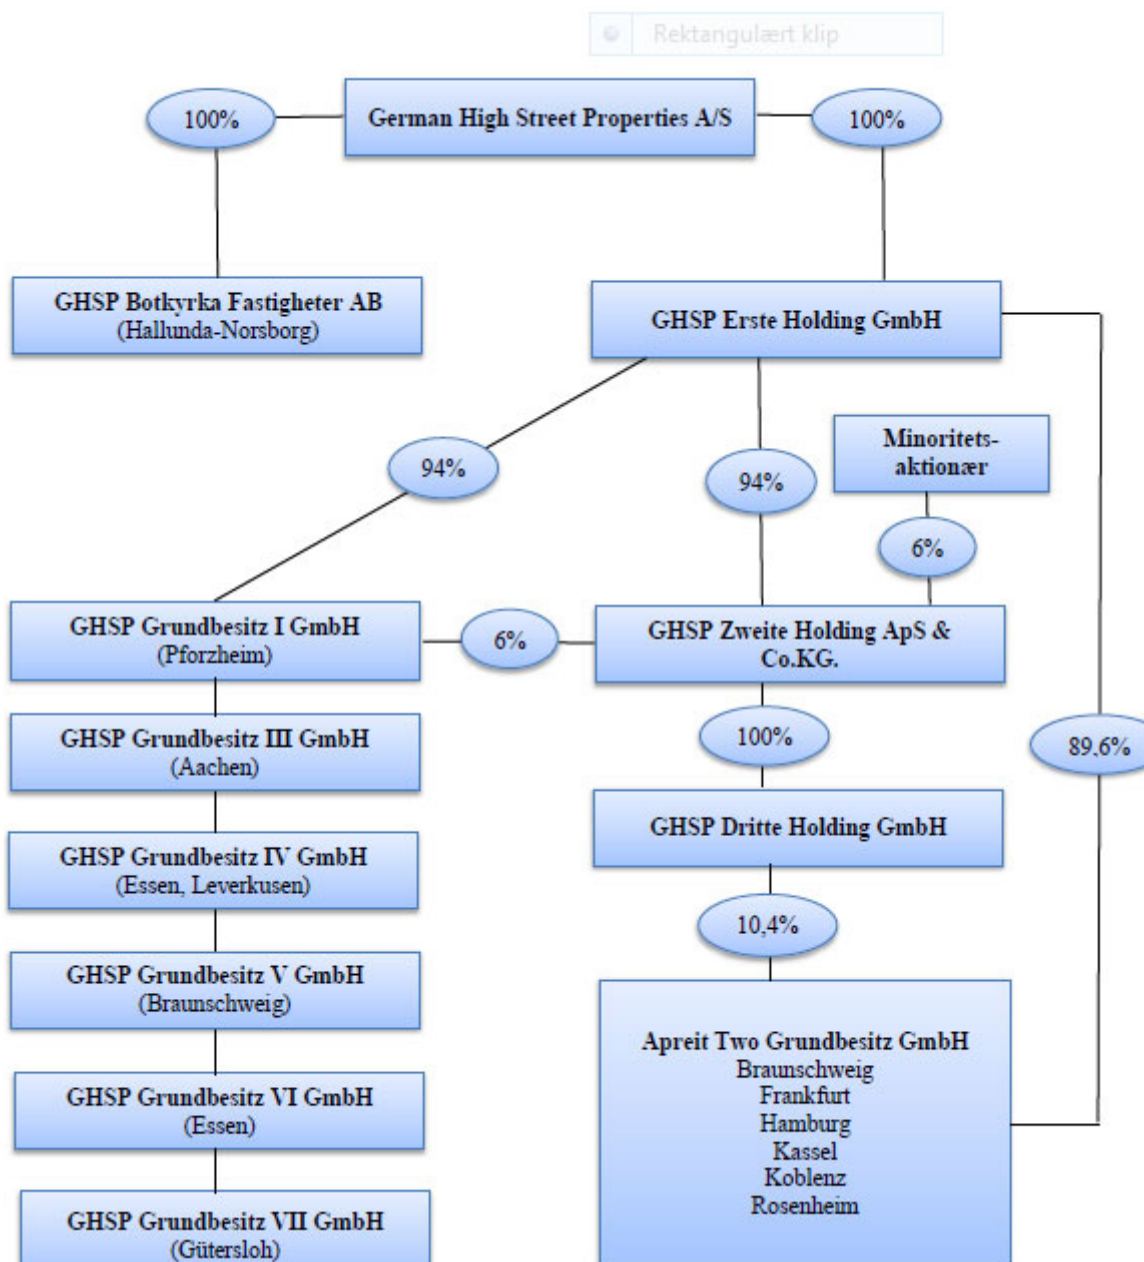 Rektangulært klip
100%
German High Street Properties A/S
100%
GHSP Botkyrka Fastigheter AB
(Hallunda-Norsborg)
GHSP Erste Holding GmbH
94%
94%
Minoritets-
aktionær
6%
GHSP Grundbesitz I GmbH
(Pforzheim)
6%
GHSP Zweite Holding ApS &
Co.KG.
GHSP Grundbesitz III GmbH
(Aachen)
100%
89,6%
GHSP Grundbesitz IV GmbH
(Essen, Leverkusen)
GHSP Dritte Holding GmbH
10,4%
GHSP Grundbesitz V GmbH
(Braunschweig)
Apreit Two Grundbesitz GmbH
Braunschweig
Frankfurt
Hamburg
Kassel
Koblenz
Rosenheim
GHSP Grundbesitz VI GmbH
(Essen)
GHSP Grundbesitz VII GmbH
(Gütersloh)